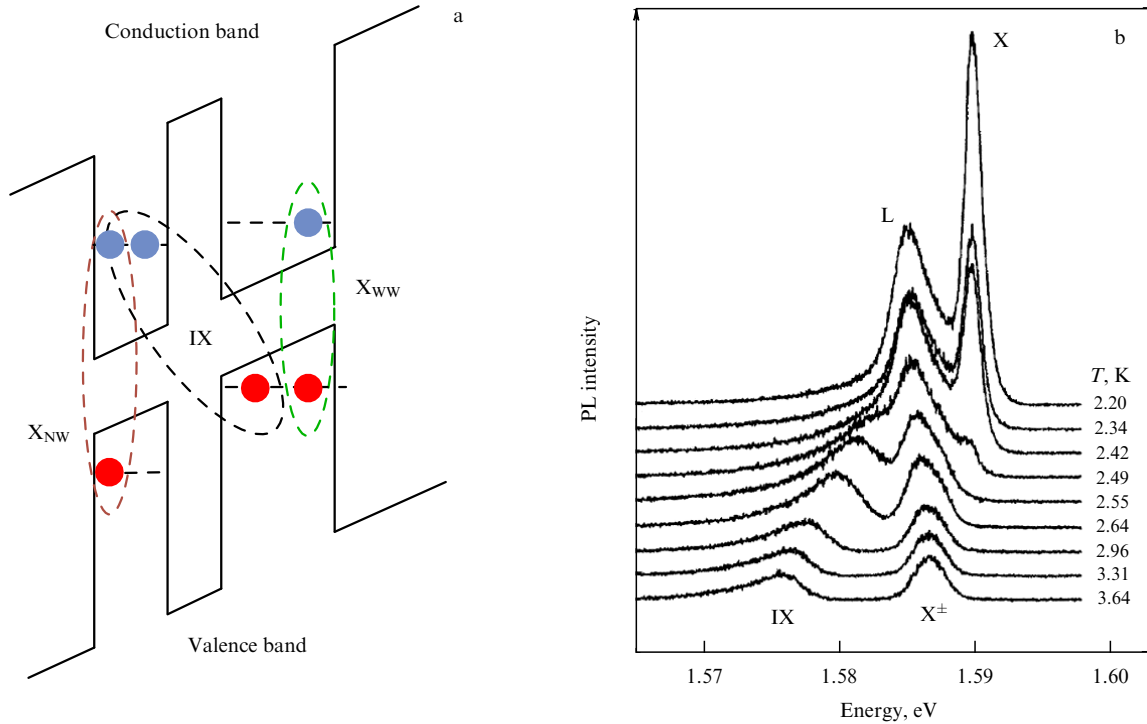 a
Conduction band
X_WW
IX
X_NW
Valence band
b
X
L
PL intensity
T, K
2.20
2.34
2.42
2.49
2.55
2.64
2.96
3.31
3.64
IX
X±
1.57 1.58 1.59 1.60
Energy, eV